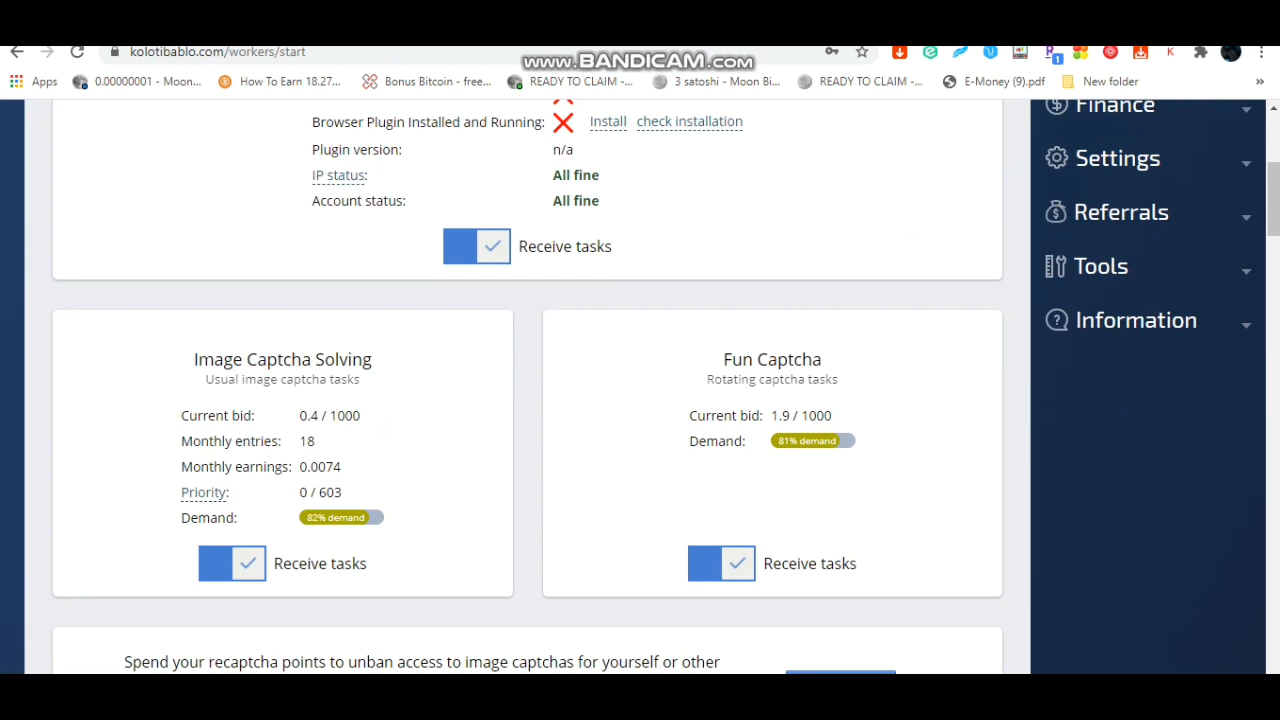 kolotibablo.com/workers/start
www.BANDICAM.com
Apps
0.00000001 - Moon...
How To Earn 18.27...
Bonus Bitcoin - free...
READY TO CLAIM -...
3 satoshi - Moon Bi...
READY TO CLAIM -...
E-Money (9).pdf
New folder
»
Browser Plugin Installed and Running:
Install
check installation
Plugin version:
n/a
IP status:
All fine
Account status:
All fine
Receive tasks
Image Captcha Solving
Usual image captcha tasks
Current bid:
0.4 / 1000
Monthly entries:
18
Monthly earnings:
0.0074
Priority:
0 / 603
Demand:
82% demand
Receive tasks
Fun Captcha
Rotating captcha tasks
Current bid:
1.9 / 1000
Demand:
81% demand
Receive tasks
Spend your recaptcha points to unban access to image captchas for yourself or other
Finance
Settings
Referrals
Tools
Information